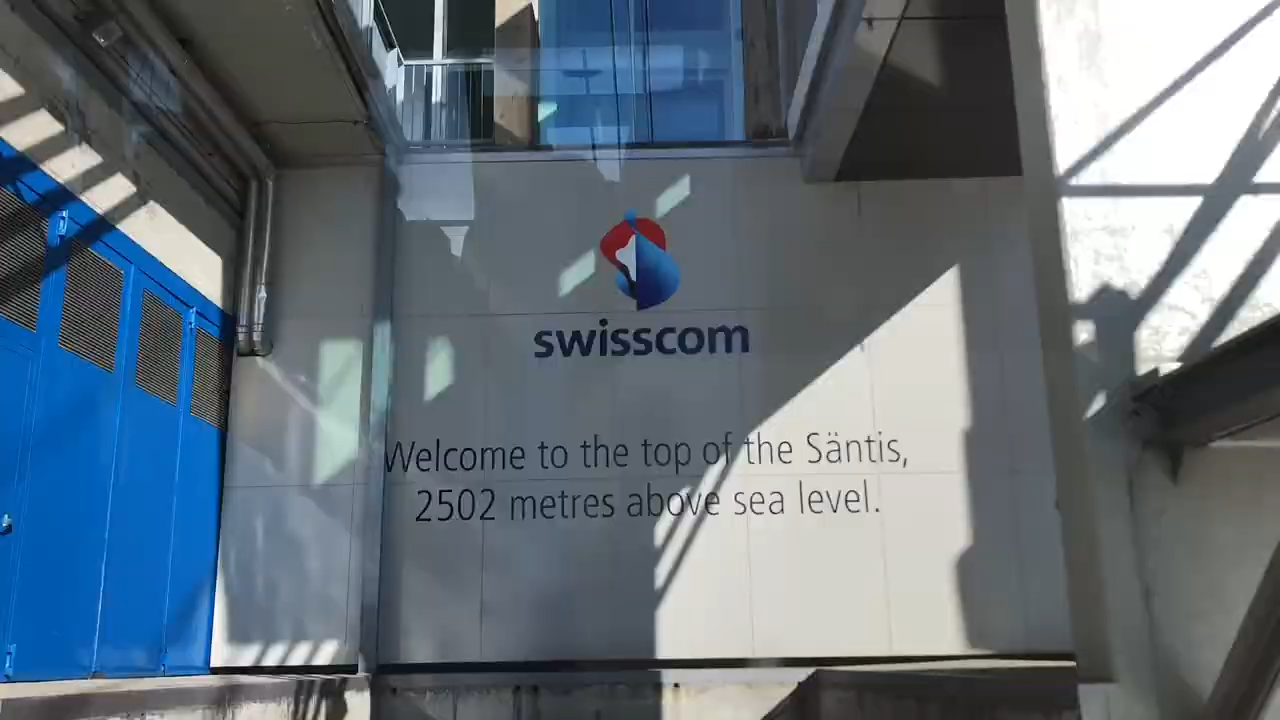 swisscom
Welcome to the top of the Säntis,
2502 metres above sea level.